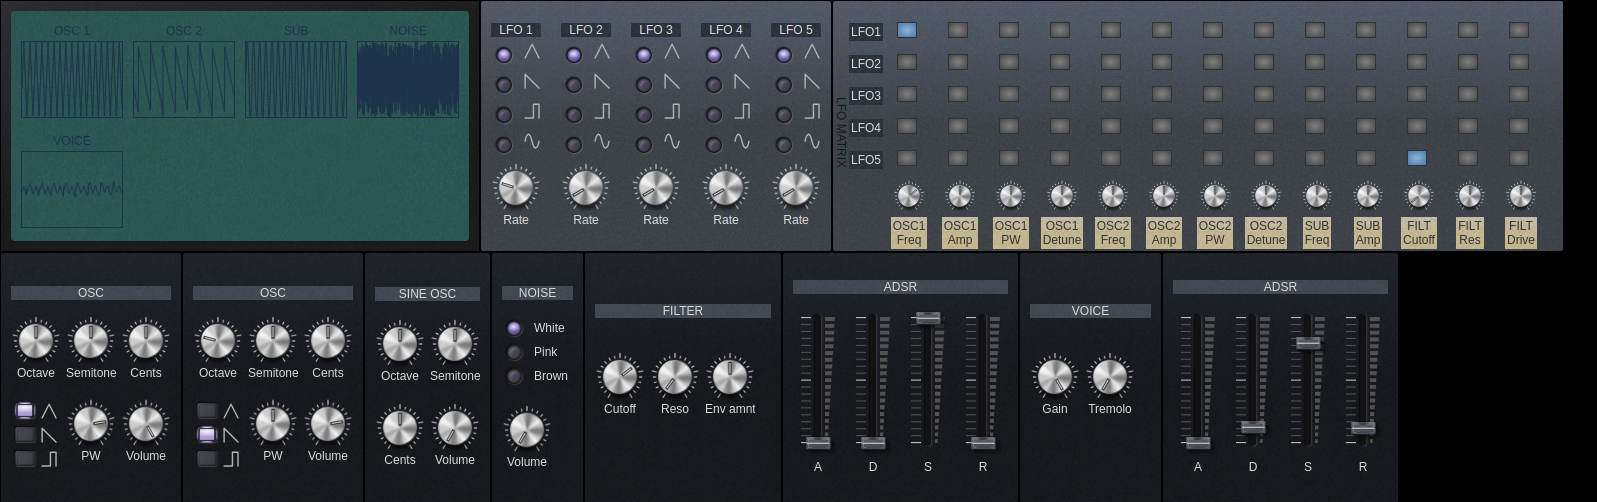 OSC 1
OSC 2
SUB
NOISE
VOICE
LFO 1
LFO 2
LFO 3
LFO 4
LFO 5
Rate
Rate
Rate
Rate
Rate
LFO MATRIX
LFO1
LFO2
LFO3
LFO4
LFO5
OSC1
Freq
OSC1
Amp
OSC1
PW
OSC1
Detune
OSC2
Freq
OSC2
Amp
OSC2
PW
OSC2
Detune
SUB
Freq
SUB
Amp
FILT
Cutoff
FILT
Res
FILT
Drive
OSC
Octave
Semitone
Cents
PW
Volume
OSC
Octave
Semitone
Cents
PW
Volume
SINE OSC
Octave
Semitone
Cents
Volume
NOISE
White
Pink
Brown
Volume
FILTER
Cutoff
Reso
Env amnt
ADSR
A
D
S
R
VOICE
Gain
Tremolo
ADSR
A
D
S
R